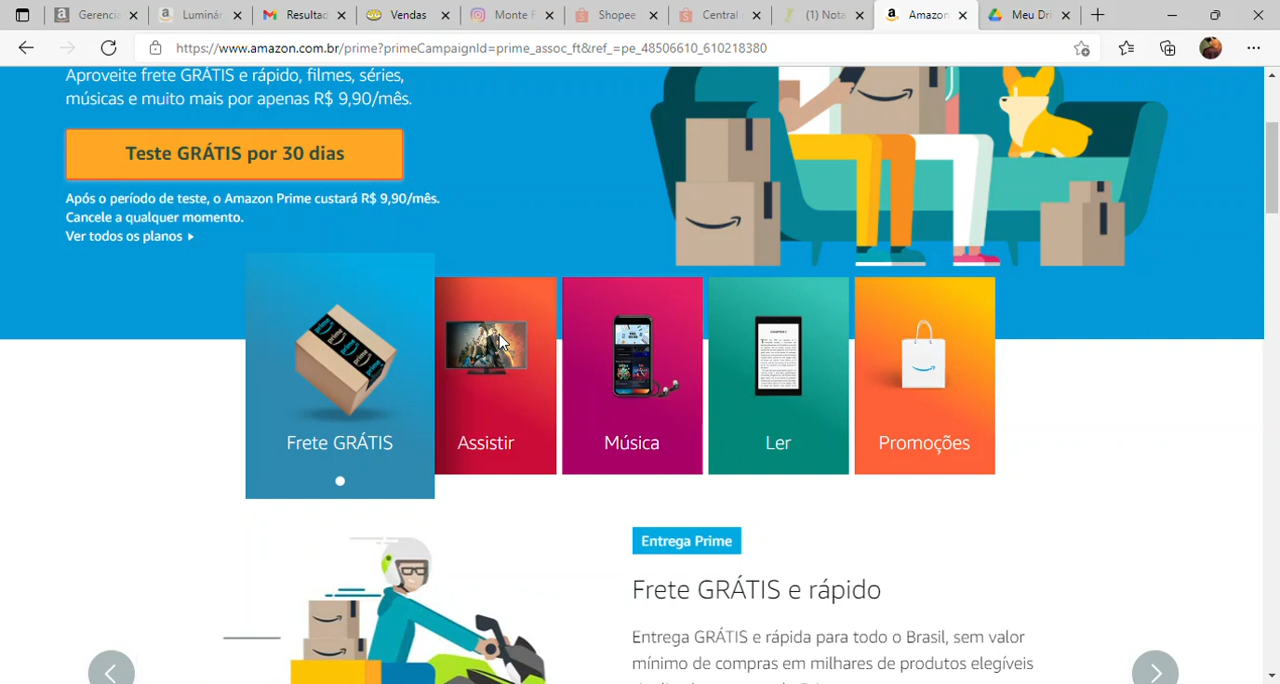 Gerenci
Luminár
Resultad
Vendas
Monte F
Shopee
Central
(1) Nota
Amazon
Meu Dri
https://www.amazon.com.br/prime?primeCampaignId=prime_assoc_ft&ref_=pe_48506610_610218380
Aproveite frete GRÁTIS e rápido, filmes, séries,
músicas e muito mais por apenas R$ 9,90/mês.
Teste GRÁTIS por 30 dias
Após o período de teste, o Amazon Prime custará R$ 9,90/mês.
Cancele a qualquer momento.
Ver todos os planos
Frete GRÁTIS
Assistir
Música
Ler
Promoções
Entrega Prime
Frete GRÁTIS e rápido
Entrega GRÁTIS e rápida para todo o Brasil, sem valor
mínimo de compras em milhares de produtos elegíveis